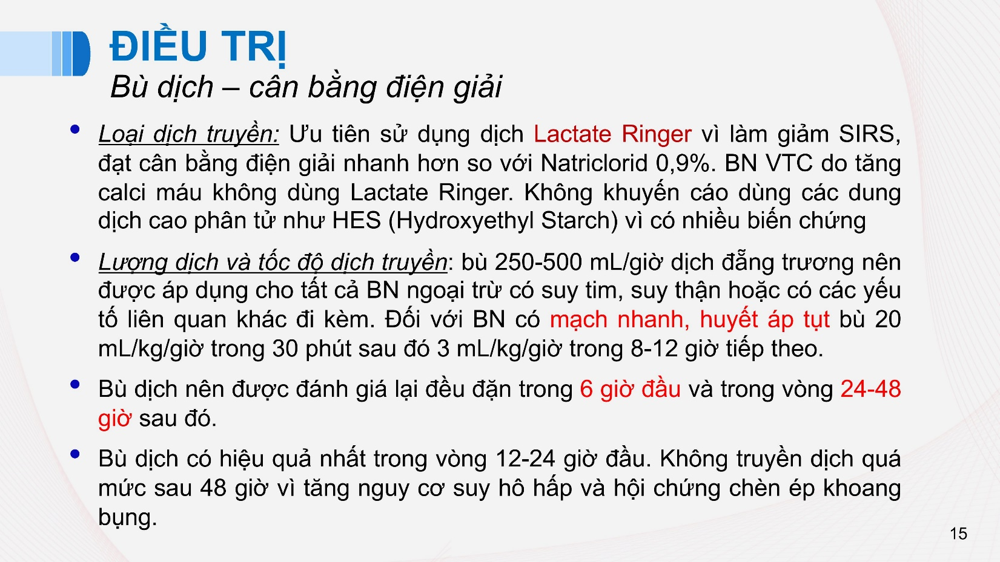 ĐIỀU TRỊ
Bù dịch – cân bằng điện giải
• Loại dịch truyền: Ưu tiên sử dụng dịch Lactate Ringer vì làm giảm SIRS,
đạt cân bằng điện giải nhanh hơn so với Natriclorid 0,9%. BN VTC do tăng
calci máu không dùng Lactate Ringer. Không khuyến cáo dùng các dung
dịch cao phân tử như HES (Hydroxyethyl Starch) vì có nhiều biến chứng
• Lượng dịch và tốc độ dịch truyền: bù 250-500 mL/giờ dịch đẳng trương nên
được áp dụng cho tất cả BN ngoại trừ có suy tim, suy thận hoặc có các yếu
tố liên quan khác đi kèm. Đối với BN có mạch nhanh, huyết áp tụt bù 20
mL/kg/giờ trong 30 phút sau đó 3 mL/kg/giờ trong 8-12 giờ tiếp theo.
• Bù dịch nên được đánh giá lại đều đặn trong 6 giờ đầu và trong vòng 24-48
giờ sau đó.
• Bù dịch có hiệu quả nhất trong vòng 12-24 giờ đầu. Không truyền dịch quá
mức sau 48 giờ vì tăng nguy cơ suy hô hấp và hội chứng chèn ép khoang
bụng.
15